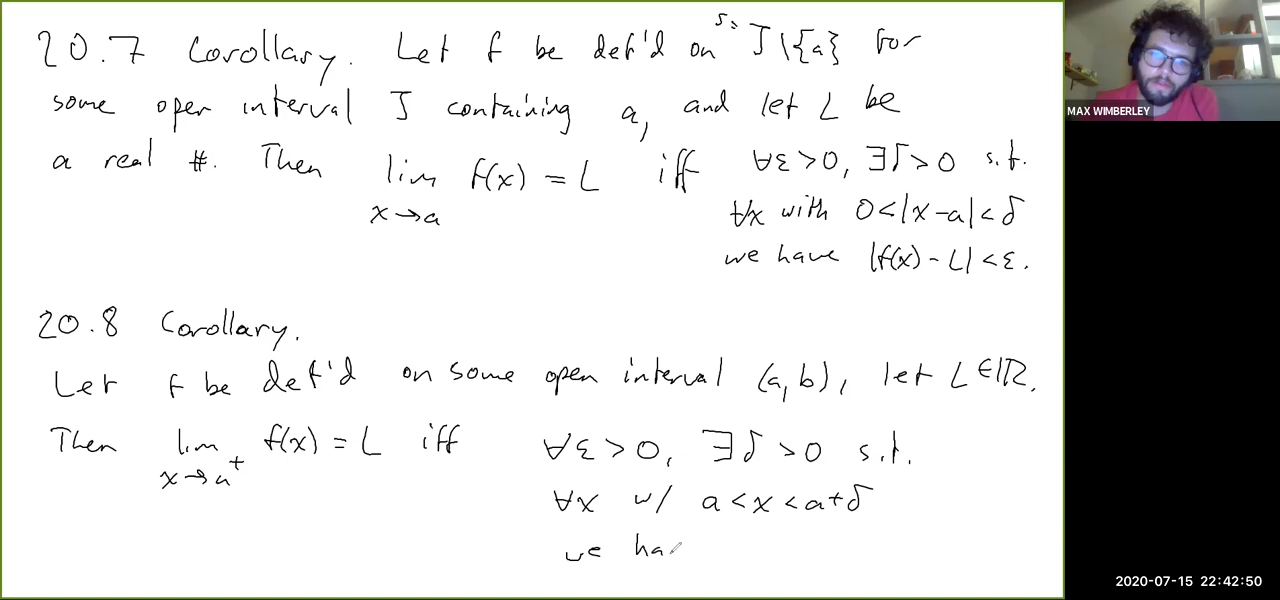 20.7 Corollary. Let f be def'd on S = J\{a} for
some open interval J containing a, and let L be
a real #. Then lim x→a f(x) = L iff ∀ε>0, ∃δ>0 s.t.
∀x with 0<|x-a|<δ
we have |f(x)-L|<ε.
20.8 Corollary.
Let f be def'd on some open interval (a,b), let L∈ℝ.
Then lim x→a⁺ f(x) = L iff ∀ε>0, ∃δ>0 s.t.
∀x w/ a<x<a+δ
we ha
MAX WIMBERLEY
2020-07-15 22:42:50